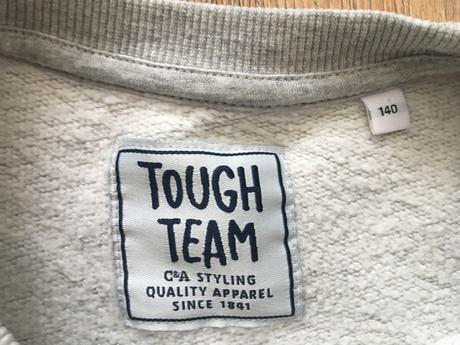 140
TOUGH
TEAM
C&A STYLING
QUALITY APPAREL
SINCE 1841